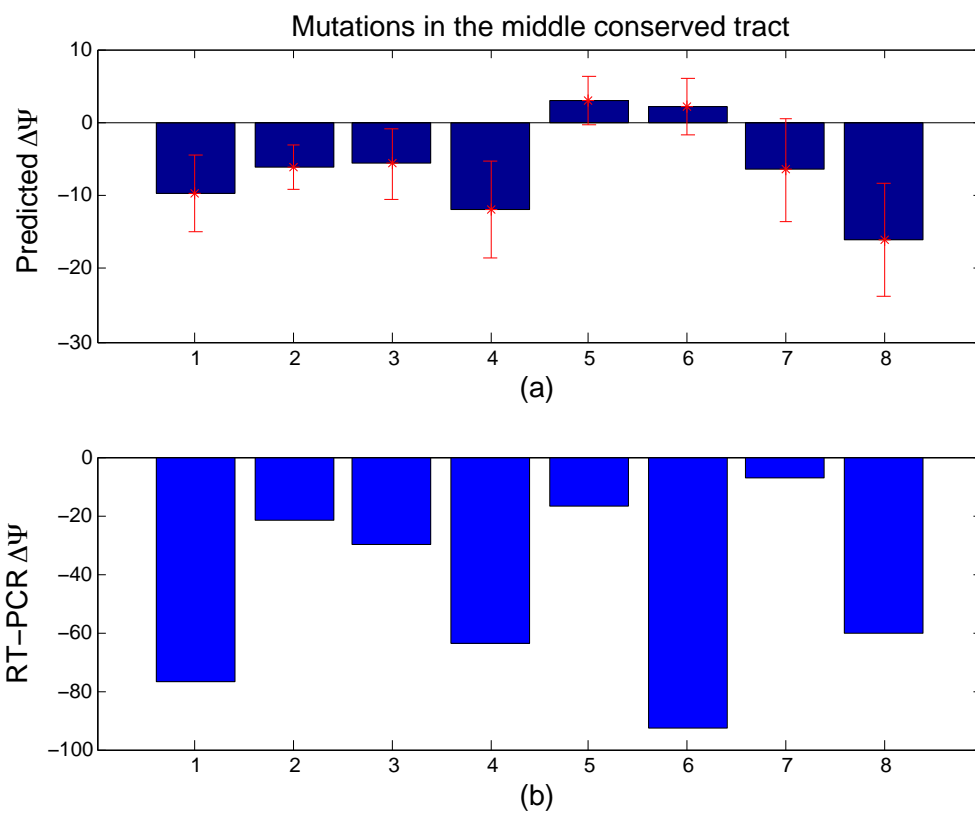 Mutations in the middle conserved tract
Predicted ΔΨ
10
0
−10
−20
−30
1 2 3 4 5 6 7 8
(a)
RT−PCR ΔΨ
0
−20
−40
−60
−80
−100
1 2 3 4 5 6 7 8
(b)